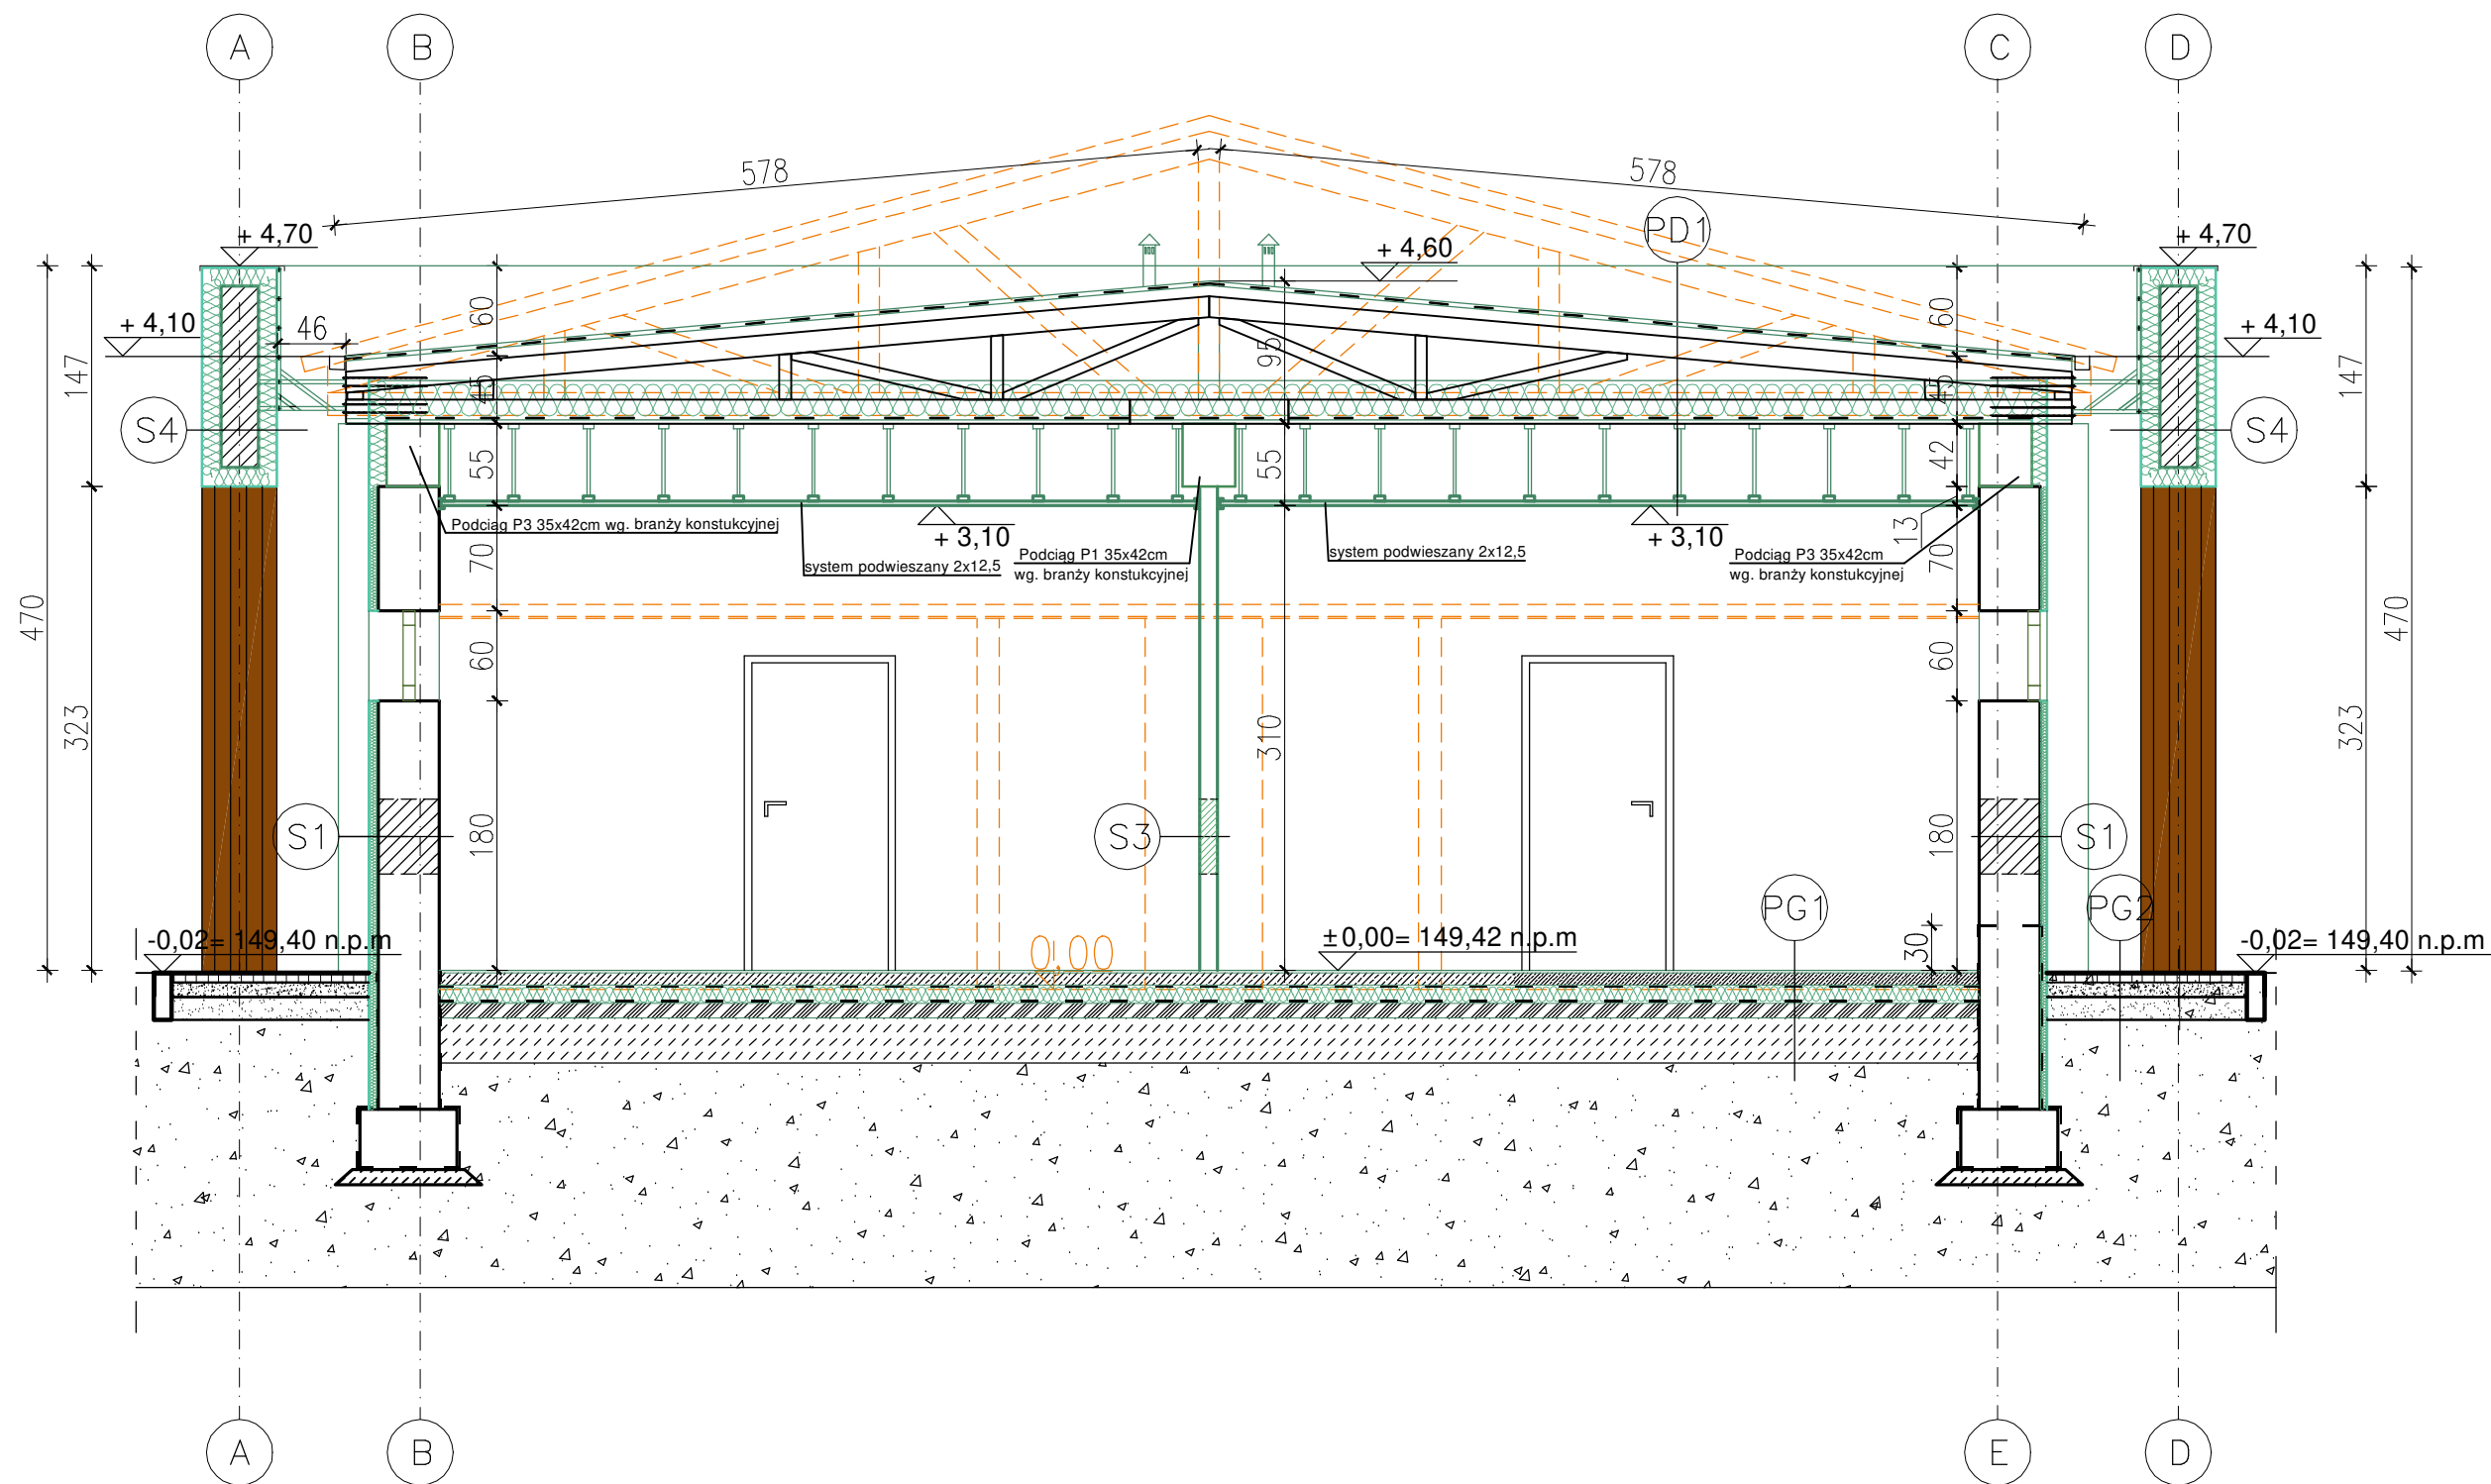 A
B
C
D
578
578
PD1
+ 4,70
+ 4,60
+ 4,70
+ 4,10
46
60
60
+ 4,10
147
95
147
45
45
S4
S4
55
55
42
Podciąg P3 35x42cm wg. branży konstukcyjnej
+ 3,10
+ 3,10
13
system podwieszany 2x12,5
Podciąg P1 35x42cm
wg. branży konstukcyjnej
system podwieszany 2x12,5
Podciąg P3 35x42cm
wg. branży konstukcyjnej
70
70
470
470
60
60
323
310
323
S1
180
S3
180
S1
PG1
PG2
-0,02= 149,40 n.p.m
0,00
±0,00= 149,42 n.p.m
30
-0,02= 149,40 n.p.m
A
B
E
D